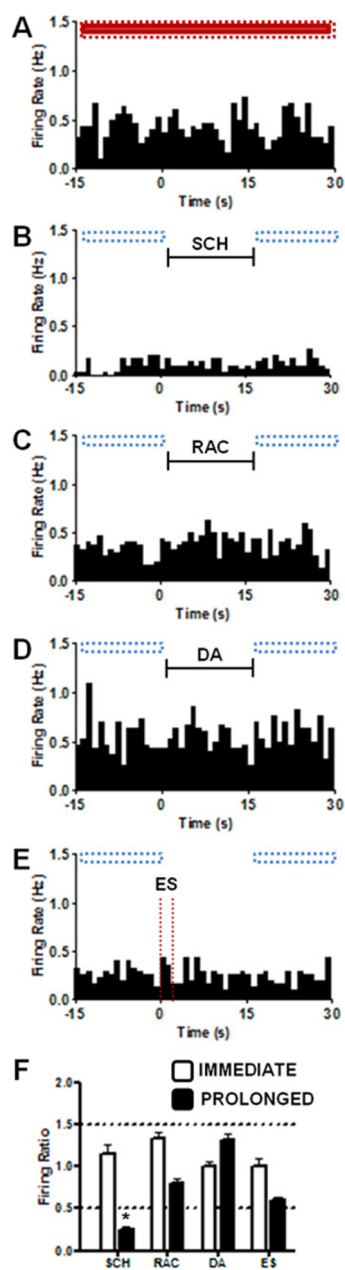 A
Firing Rate (Hz)
1.5
1.0
0.5
0.0
-15 0 15 30
Time (s)
B
SCH
Firing Rate (Hz)
1.5
1.0
0.5
0.0
-15 0 15 30
Time (s)
C
RAC
Firing Rate (Hz)
1.5
1.0
0.5
0.0
-15 0 15 30
Time (s)
D
DA
Firing Rate (Hz)
1.5
1.0
0.5
0.0
-15 0 15 30
Time (s)
E
ES
Firing Rate (Hz)
1.5
1.0
0.5
0.0
-15 0 15 30
Time (s)
F
IMMEDIATE
PROLONGED
Firing Ratio
2.0
1.5
1.0
0.5
0.0
*
SCH RAC DA ES